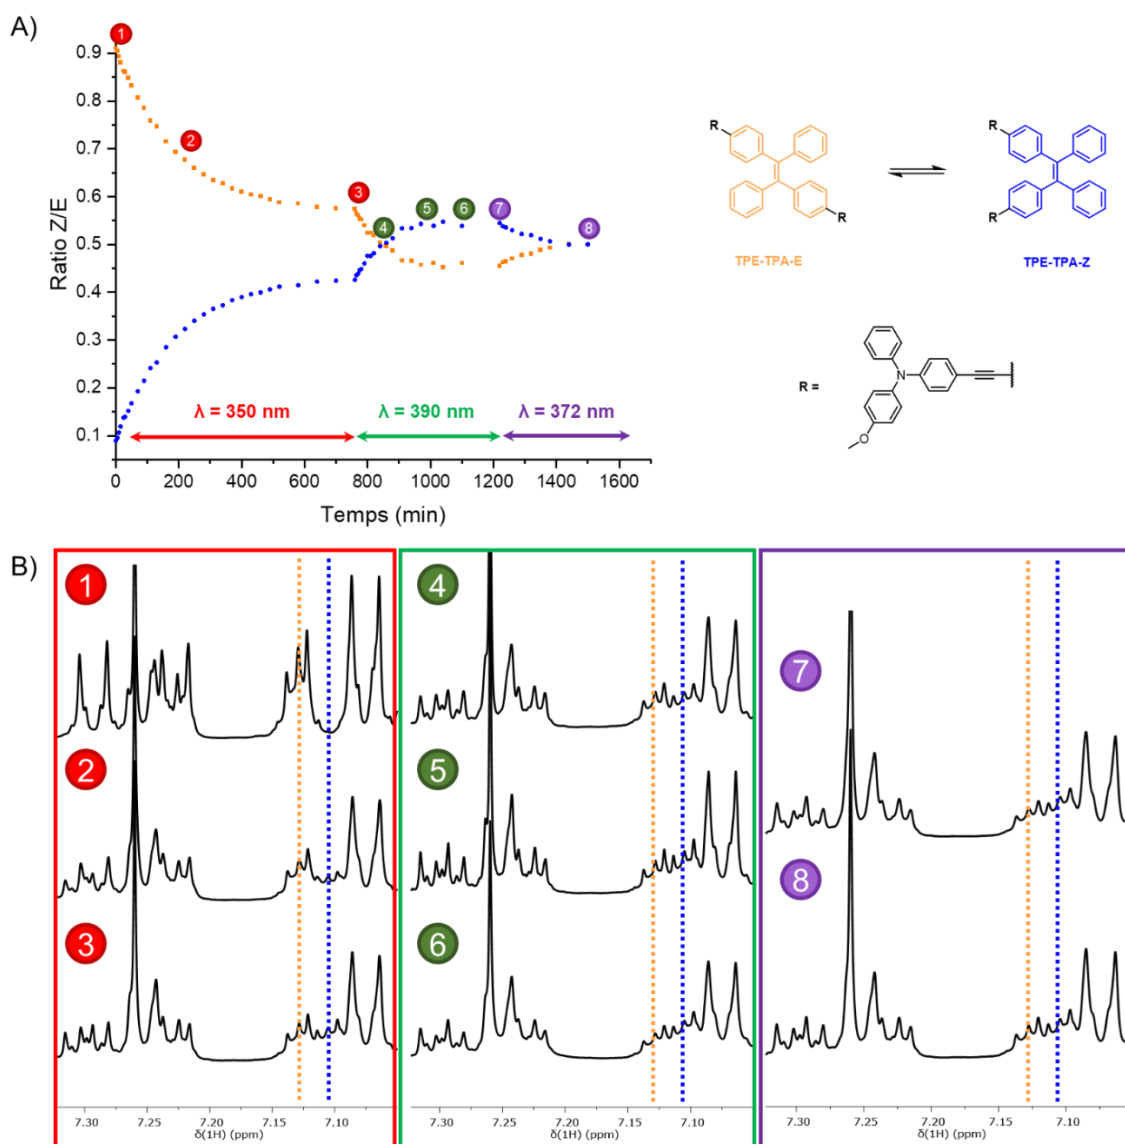 A)
Ratio Z/E
0.9
0.8
0.7
0.6
0.5
0.4
0.3
0.2
0.1
0 200 400 600 800 1000 1200 1400 1600
Temps (min)
1
2
3
4
5
6
7
8
λ = 350 nm
λ = 390 nm
λ = 372 nm
R
R
TPE-TPA-E
R
R
TPE-TPA-Z
R =
N
O
B)
1
2
3
7.30 7.25 7.20 7.15 7.10
δ(1H) (ppm)
4
5
6
7.30 7.25 7.20 7.15 7.10
δ(1H) (ppm)
7
8
7.30 7.25 7.20 7.15 7.10
δ(1H) (ppm)